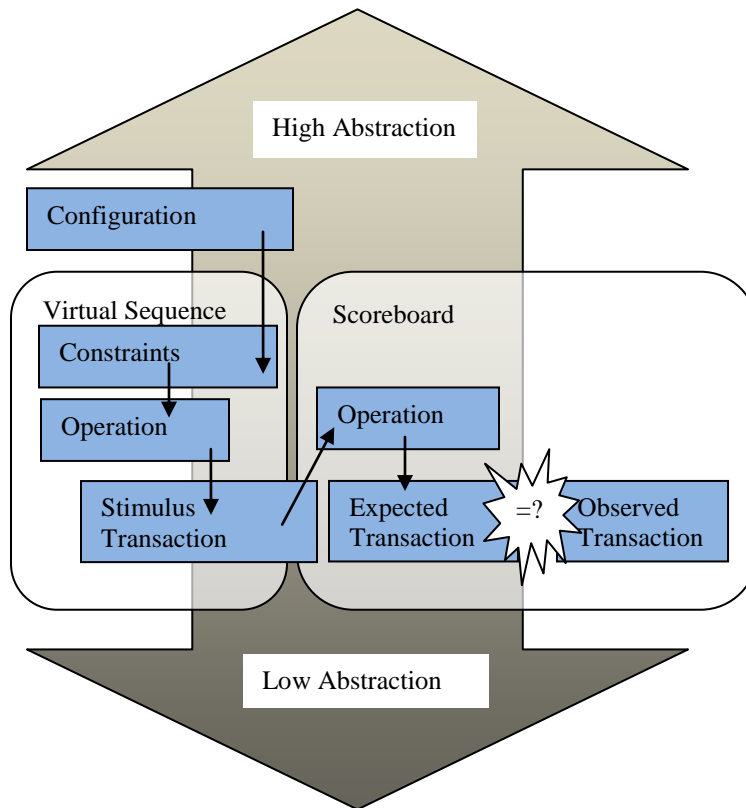 High Abstraction
Configuration
Virtual Sequence
Constraints
Operation
Stimulus
Transaction
Scoreboard
Operation
Expected
Transaction
=?
Observed
Transaction
Low Abstraction